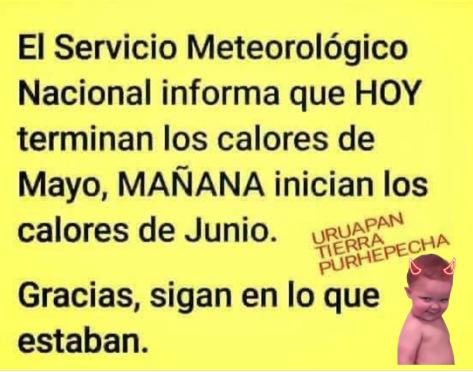 El Servicio Meteorológico
Nacional informa que HOY
terminan los calores de
Mayo, MAÑANA inician los
calores de Junio.
URUAPAN
TIERRA
PURHEPECHA
Gracias, sigan en lo que
estaban.